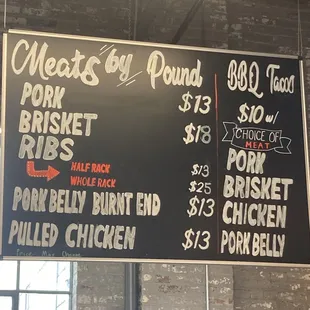 Meats by Pound
PORK $13
BRISKET $18
RIBS
HALF RACK $13
WHOLE RACK $25
PORK BELLY BURNT END $13
PULLED CHICKEN $13
BBQ Tacos
$10 w/
CHOICE OF
MEAT
PORK
BRISKET
CHICKEN
PORK BELLY